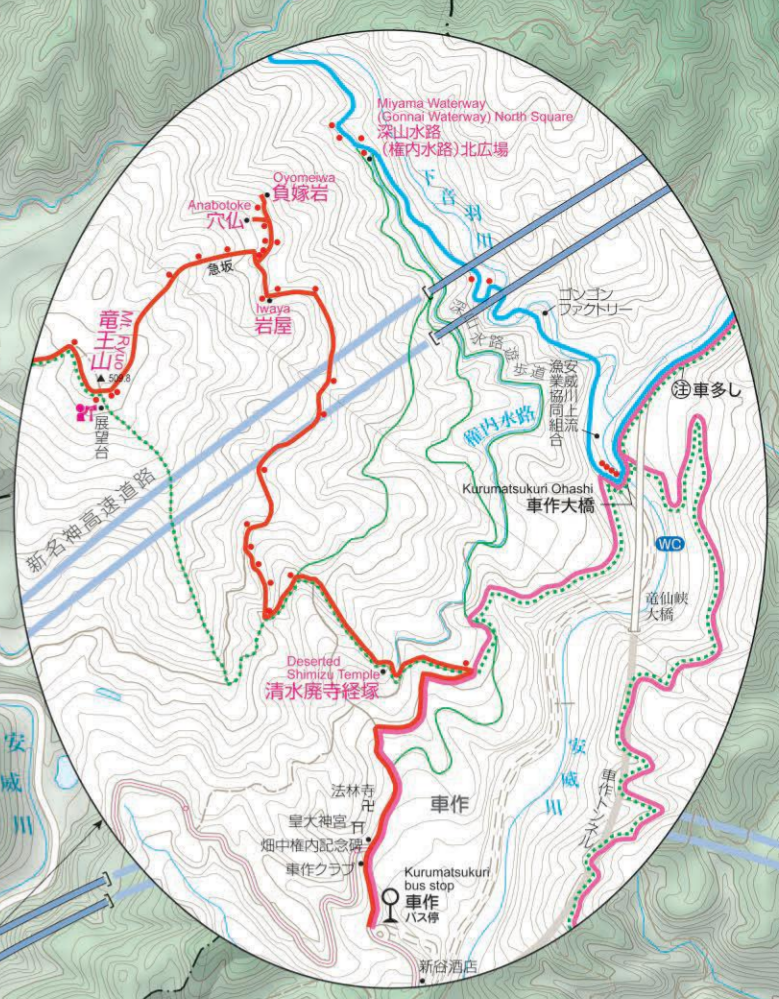 Miyama Waterway
(Gonnai Waterway) North Square
深山水路
(権内水路)北広場
下音羽川
Oyomeiwa
負嫁岩
Anabotoke
穴仏
急坂
Iwaya
岩屋
Mt. Ryuo
竜王山
509.8
展望台
ゴンゴン
ファクトリー
深山水路遊歩道
安威川上流
漁業協同組合
注 車多し
権内水路
Kurumatsukuri Ohashi
車作大橋
新名神高速道路
WC
竜仙峡
大橋
Deserted
Shimizu Temple
清水廃寺経塚
安威川
安威川
車作トンネル
法林寺
卍
車作
皇大神宮
畑中権内記念碑
車作クラブ
Kurumatsukuri
bus stop
車作
バス停
新谷酒店